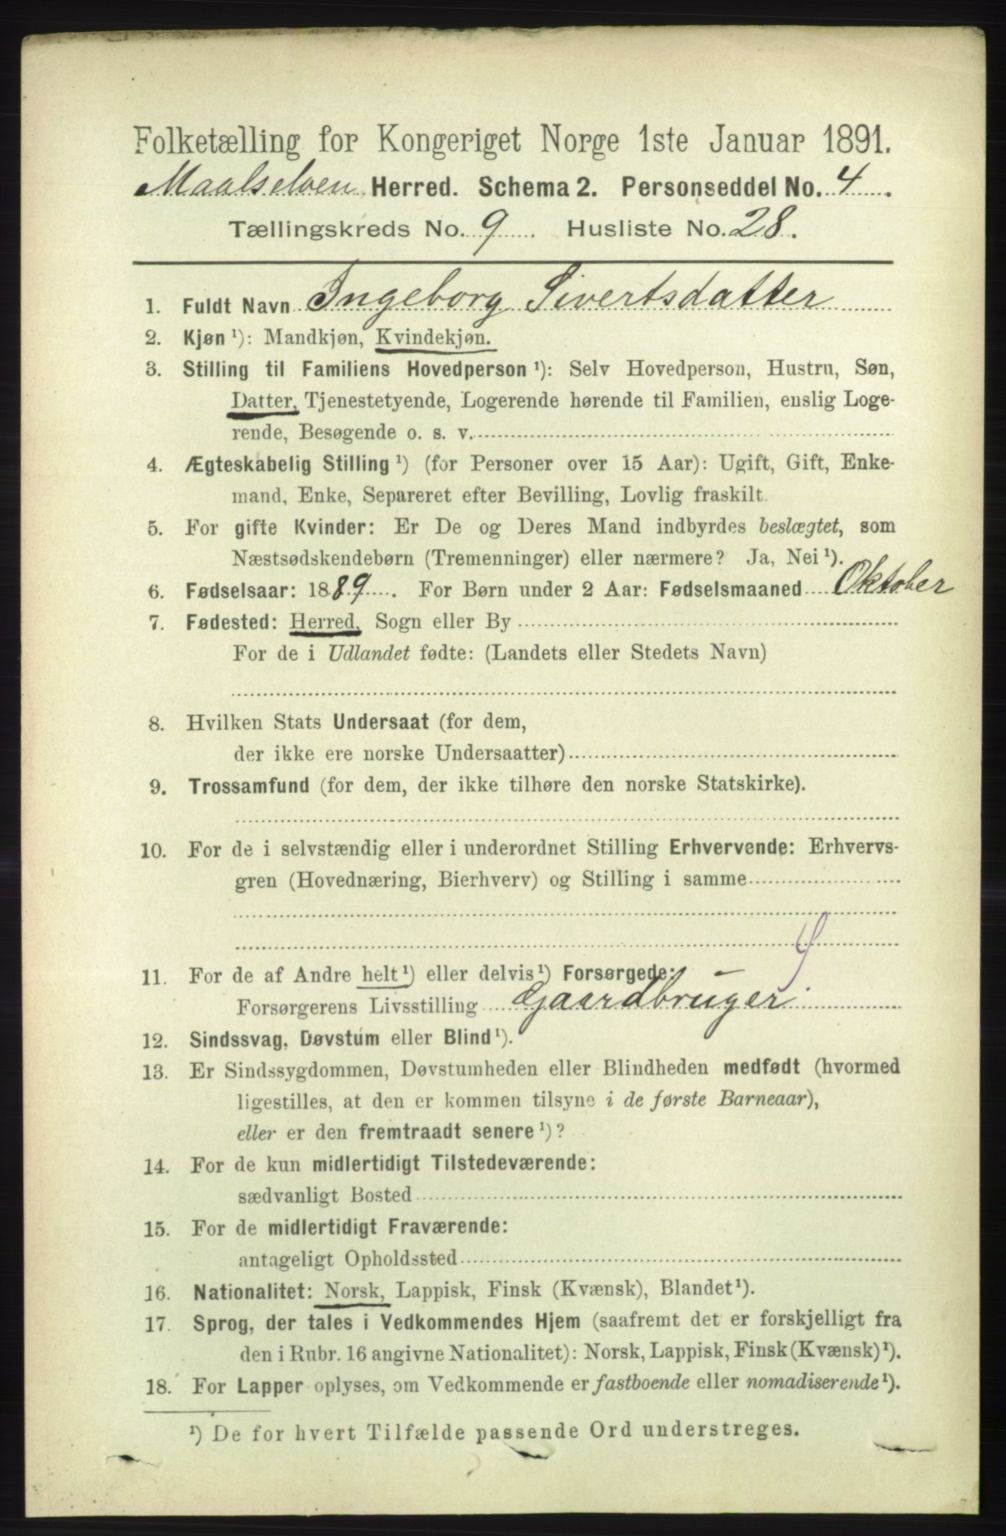 Folketælling for Kongeriget Norge 1ste Januar 1891.
Maalselven Herred. Schema 2. Personseddel No. 4.
Tællingskreds No. 9. Husliste No. 28.
1. Fuldt Navn Ingeborg Sivertsdatter
2. Kjøn ¹): Mandkjøn, Kvindekjøn.
3. Stilling til Familiens Hovedperson ¹): Selv Hovedperson, Hustru, Søn,
Datter, Tjenestetyende, Logerende hørende til Familien, enslig Loge-
rende, Besøgende o. s. v.
4. Ægteskabelig Stilling ¹) (for Personer over 15 Aar): Ugift, Gift, Enke-
mand, Enke, Separeret efter Bevilling, Lovlig fraskilt.
5. For gifte Kvinder: Er De og Deres Mand indbyrdes beslægtet, som
Næstsødskendebørn (Tremenninger) eller nærmere? Ja, Nei ¹).
6. Fødselsaar: 1889. For Børn under 2 Aar: Fødselsmaaned Oktober
7. Fødested: Herred, Sogn eller By
For de i Udlandet fødte: (Landets eller Stedets Navn)
8. Hvilken Stats Undersaat (for dem,
der ikke ere norske Undersaatter)
9. Trossamfund (for dem, der ikke tilhøre den norske Statskirke).
10. For de i selvstændig eller i underordnet Stilling Erhvervende: Erhvervs-
gren (Hovednæring, Bierhverv) og Stilling i samme
11. For de af Andre helt ¹) eller delvis ¹) Forsørgede:
Forsørgerens Livsstilling Gaardbruger
12. Sindssvag, Døvstum eller Blind ¹).
13. Er Sindssygdommen, Døvstumheden eller Blindheden medfødt (hvormed
ligestilles, at den er kommen tilsyne i de første Barneaar),
eller er den fremtraadt senere ¹)?
14. For de kun midlertidigt Tilstedeværende:
sædvanligt Bosted
15. For de midlertidigt Fraværende:
antageligt Opholdssted
16. Nationalitet: Norsk, Lappisk, Finsk (Kvænsk), Blandet ¹).
17. Sprog, der tales i Vedkommendes Hjem (saafremt det er forskjelligt fra
den i Rubr. 16 angivne Nationalitet): Norsk, Lappisk, Finsk (Kvænsk) ¹).
18. For Lapper oplyses, om Vedkommende er fastboende eller nomadiserende ¹).
¹) De for hvert Tilfælde passende Ord understreges.